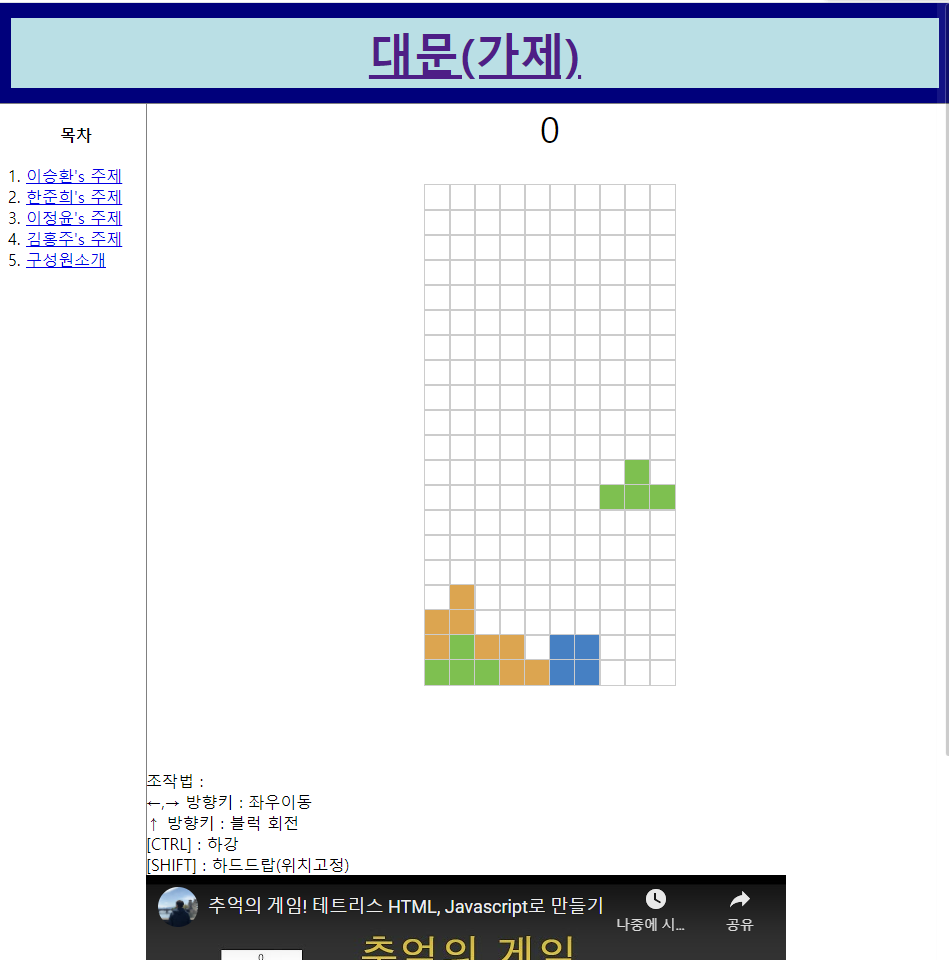 대문(가제)
목차
1. 이승환's 주제
2. 한준희's 주제
3. 이정윤's 주제
4. 김홍주's 주제
5. 구성원소개
0
조작법 :
←,→ 방향키 : 좌우이동
↑ 방향키 : 블럭 회전
[CTRL] : 하강
[SHIFT] : 하드드랍(위치고정)
추억의 게임! 테트리스 HTML, Javascript로 만들기
나중에 시...
공유
추억의 게임
0